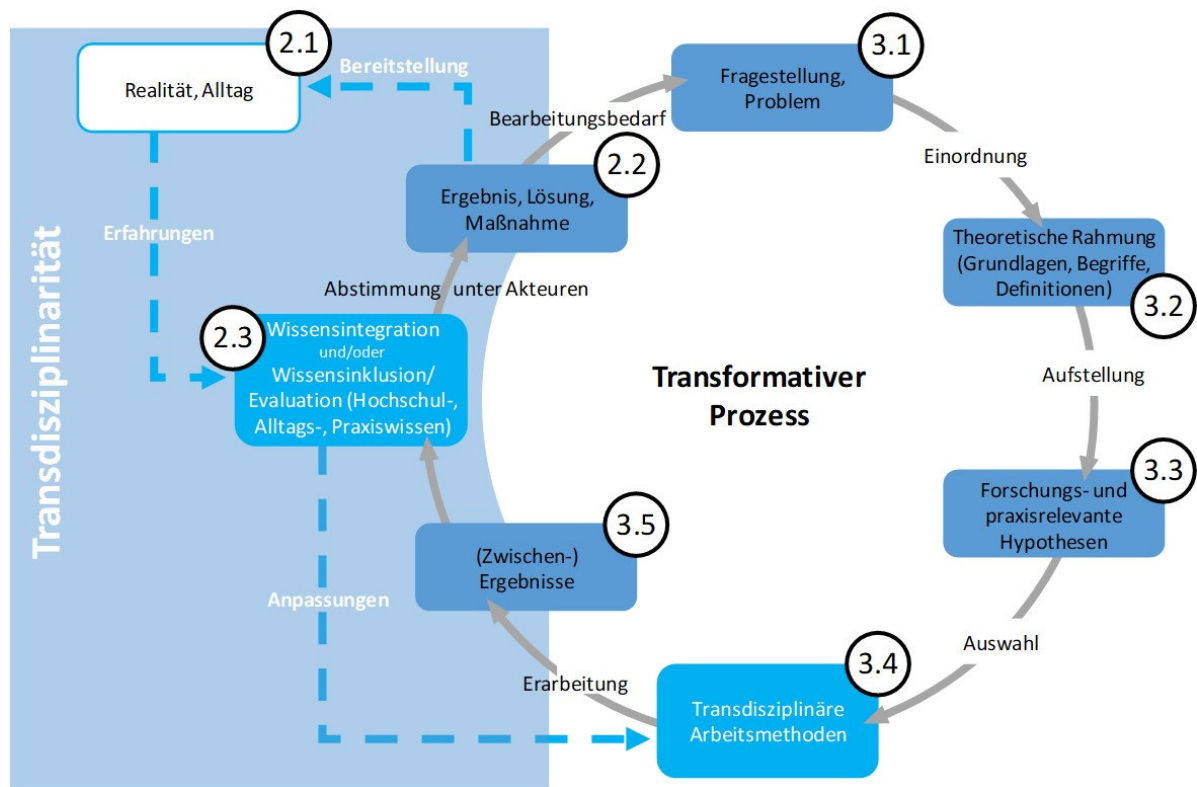 Transdisziplinarität
2.1
Realität, Alltag
Bereitstellung
Erfahrungen
2.2
Ergebnis, Lösung,
Maßnahme
Bearbeitungsbedarf
3.1
Fragestellung,
Problem
Einordnung
Theoretische Rahmung
(Grundlagen, Begriffe,
Definitionen)
3.2
Aufstellung
3.3
Forschungs- und
praxisrelevante
Hypothesen
Auswahl
3.4
Transdisziplinäre
Arbeitsmethoden
Erarbeitung
3.5
(Zwischen-)
Ergebnisse
2.3
Wissensintegration
und/oder
Wissensinklusion/
Evaluation (Hochschul-,
Alltags-, Praxiswissen)
Abstimmung unter Akteuren
Anpassungen
Transformativer
Prozess